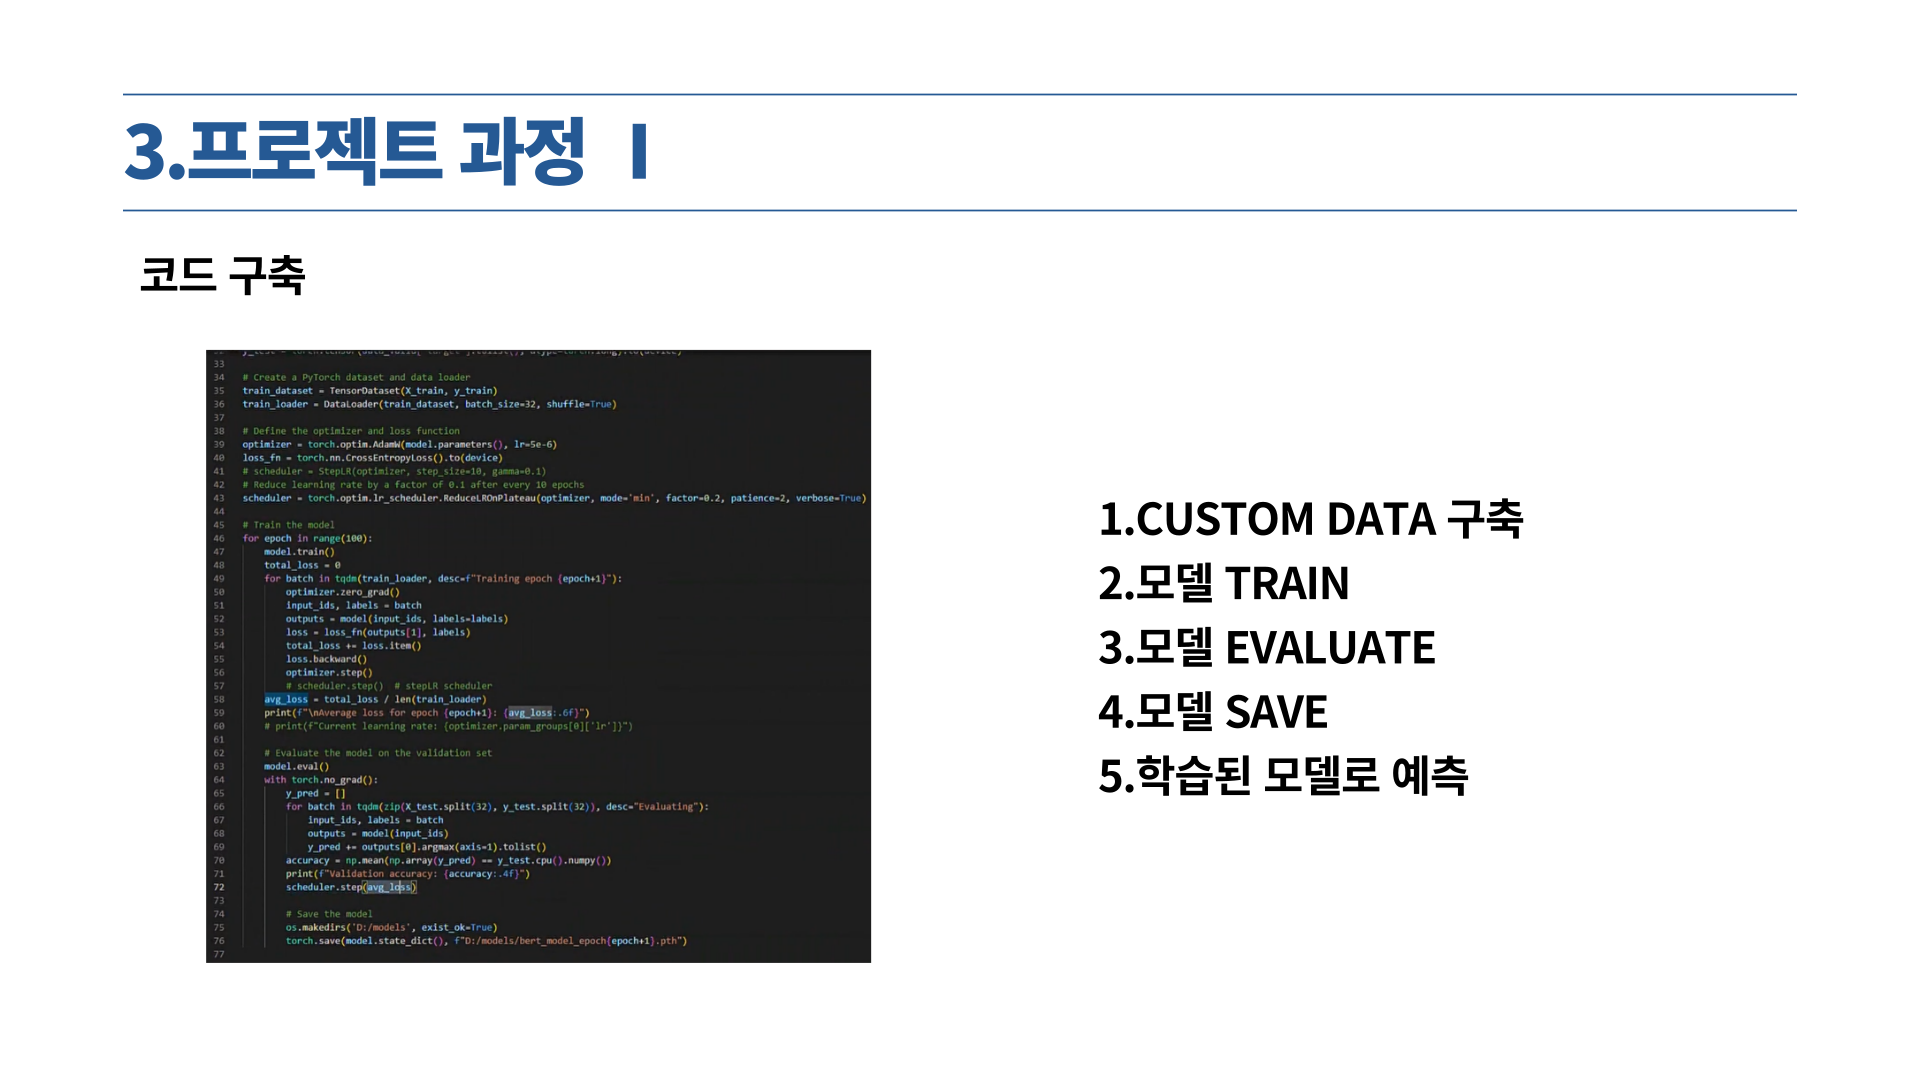 3.프로젝트 과정 Ⅰ
코드 구축
33
34 # Create a PyTorch dataset and data loader
35 train_dataset = TensorDataset(X_train, y_train)
36 train_loader = DataLoader(train_dataset, batch_size=32, shuffle=True)
37
38 # Define the optimizer and loss function
39 optimizer = torch.optim.AdamW(model.parameters(), lr=5e-6)
40 loss_fn = torch.nn.CrossEntropyLoss().to(device)
41 # scheduler = StepLR(optimizer, step_size=10, gamma=0.1)
42 # Reduce learning rate by a factor of 0.1 after every 10 epochs
43 scheduler = torch.optim.lr_scheduler.ReduceLROnPlateau(optimizer, mode='min', factor=0.2, patience=2, verbose=True)
44
45 # Train the model
46 for epoch in range(100):
47 model.train()
48 total_loss = 0
49 for batch in tqdm(train_loader, desc=f"Training epoch {epoch+1}"):
50 optimizer.zero_grad()
51 input_ids, labels = batch
52 outputs = model(input_ids, labels=labels)
53 loss = loss_fn(outputs[1], labels)
54 total_loss += loss.item()
55 loss.backward()
56 optimizer.step()
57 # scheduler.step()  # stepLR scheduler
58 avg_loss = total_loss / len(train_loader)
59 print(f"\nAverage loss for epoch {epoch+1}: {avg_loss:.6f}")
60 # print(f"Current learning rate: {optimizer.param_groups[0]['lr']}")
61
62 # Evaluate the model on the validation set
63 model.eval()
64 with torch.no_grad():
65 y_pred = []
66 for batch in tqdm(zip(X_test.split(32), y_test.split(32)), desc="Evaluating"):
67 input_ids, labels = batch
68 outputs = model(input_ids)
69 y_pred += outputs[0].argmax(axis=1).tolist()
70 accuracy = np.mean(np.array(y_pred) == y_test.cpu().numpy())
71 print(f"Validation accuracy: {accuracy:.4f}")
72 scheduler.step(avg_loss)
73
74 # Save the model
75 os.makedirs('D:/models', exist_ok=True)
76 torch.save(model.state_dict(), f"D:/models/bert_model_epoch{epoch+1}.pth")
77
1.CUSTOM DATA 구축
2.모델 TRAIN
3.모델 EVALUATE
4.모델 SAVE
5.학습된 모델로 예측